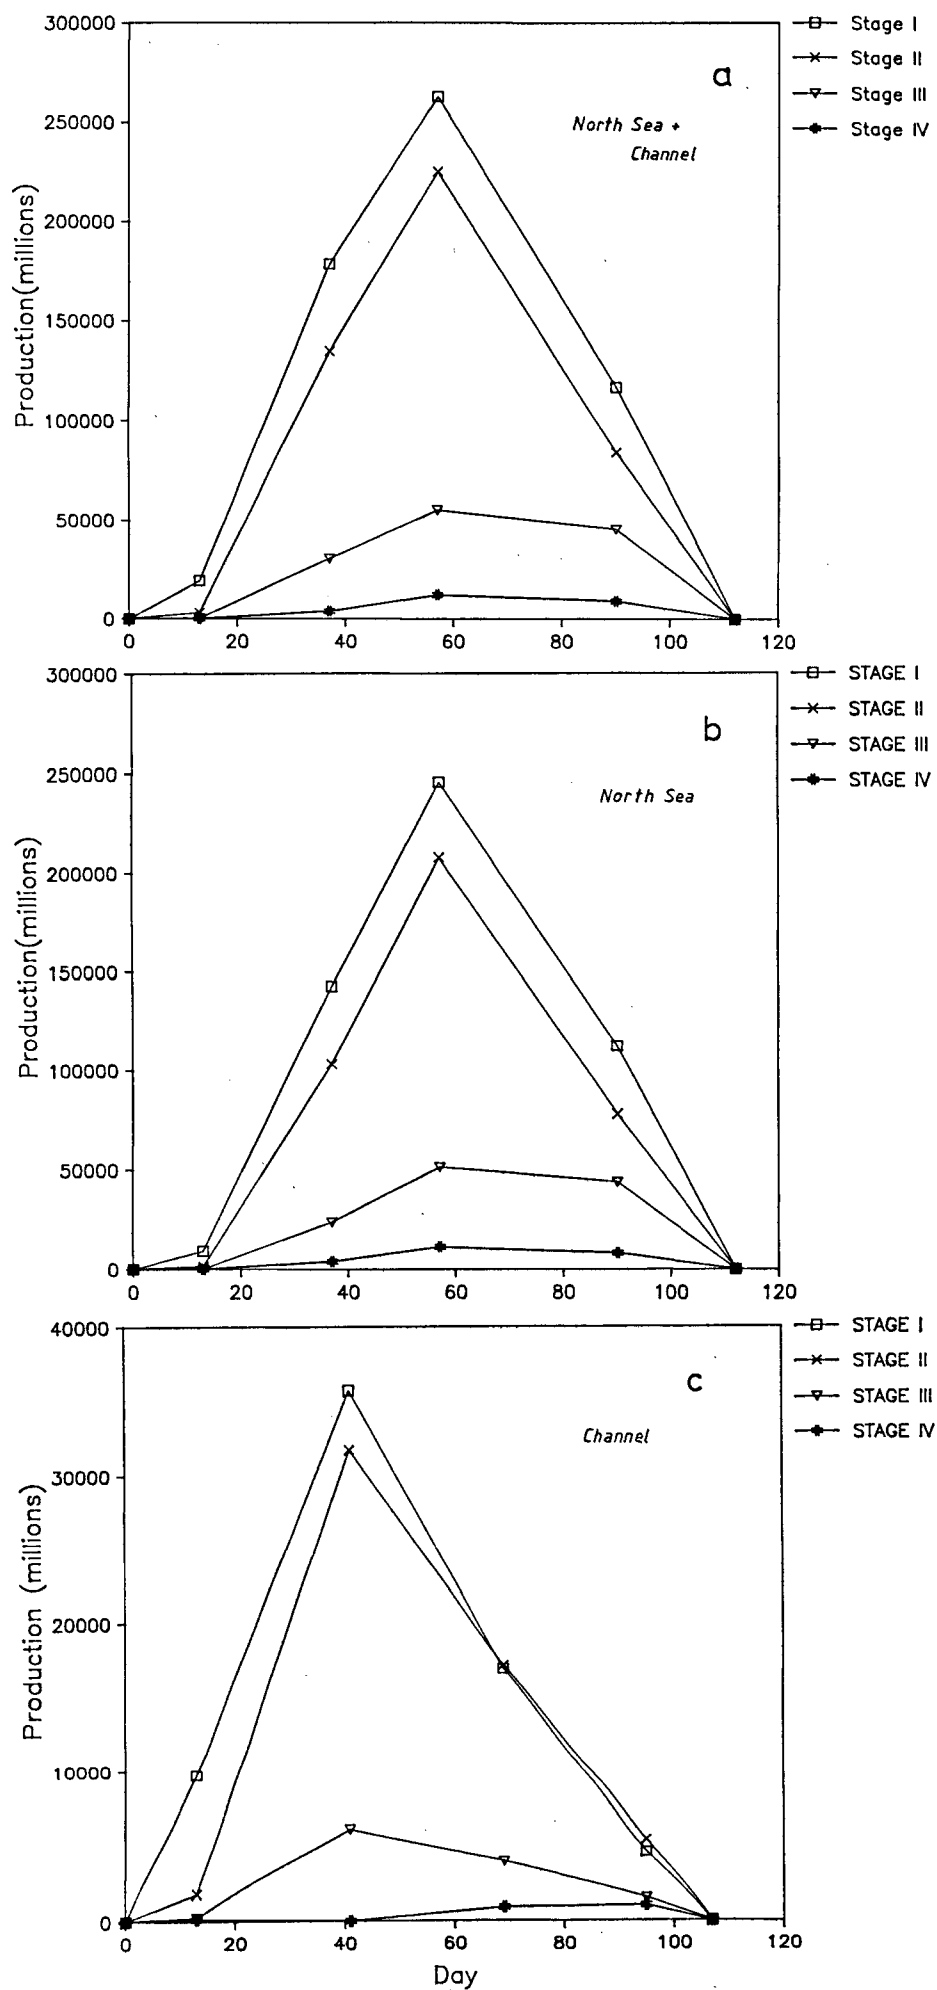 300000
250000
200000
150000
100000
50000
0
Production(millions)
0 20 40 60 80 100 120
a
North Sea +
Channel
Stage I
Stage II
Stage III
Stage IV
300000
250000
200000
150000
100000
50000
0
Production(millions)
0 20 40 60 80 100 120
b
North Sea
STAGE I
STAGE II
STAGE III
STAGE IV
40000
30000
20000
10000
0
Production (millions)
0 20 40 60 80 100 120
Day
c
Channel
STAGE I
STAGE II
STAGE III
STAGE IV